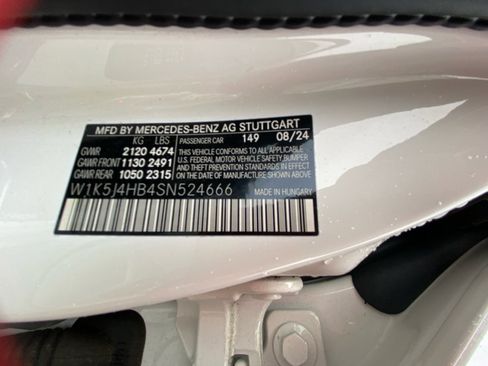 MFD BY MERCEDES-BENZ AG STUTTGART
KG LBS PASSENGER CAR 149 08/24
GVWR 2120 4674 THIS VEHICLE CONFORMS TO ALL APPLICABLE
GAWR FRONT 1130 2491 U.S. FEDERAL MOTOR VEHICLE SAFETY, BUMPER
GAWR REAR 1050 2315 AND THEFT PREVENTION STANDARDS IN EFFECT
ON THE DATE OF MANUFACTURE SHOWN ABOVE.
W1K5J4HB4SN524666 MADE IN HUNGARY